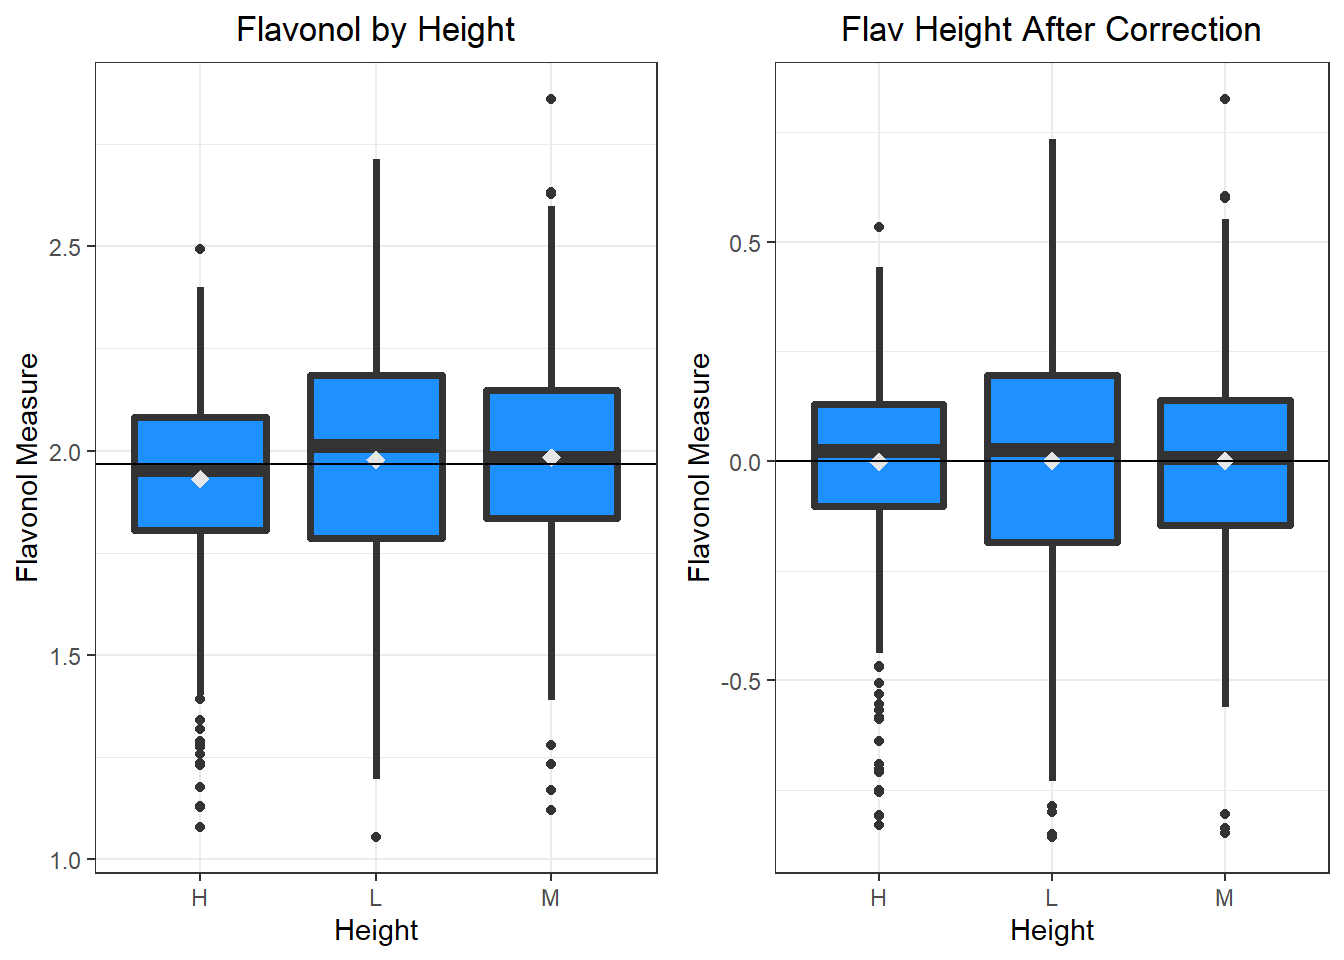 Flavonol by Height
Flavonol Measure
2.5
2.0
1.5
1.0
H L M
Height
Flav Height After Correction
Flavonol Measure
0.5
0.0
-0.5
H L M
Height